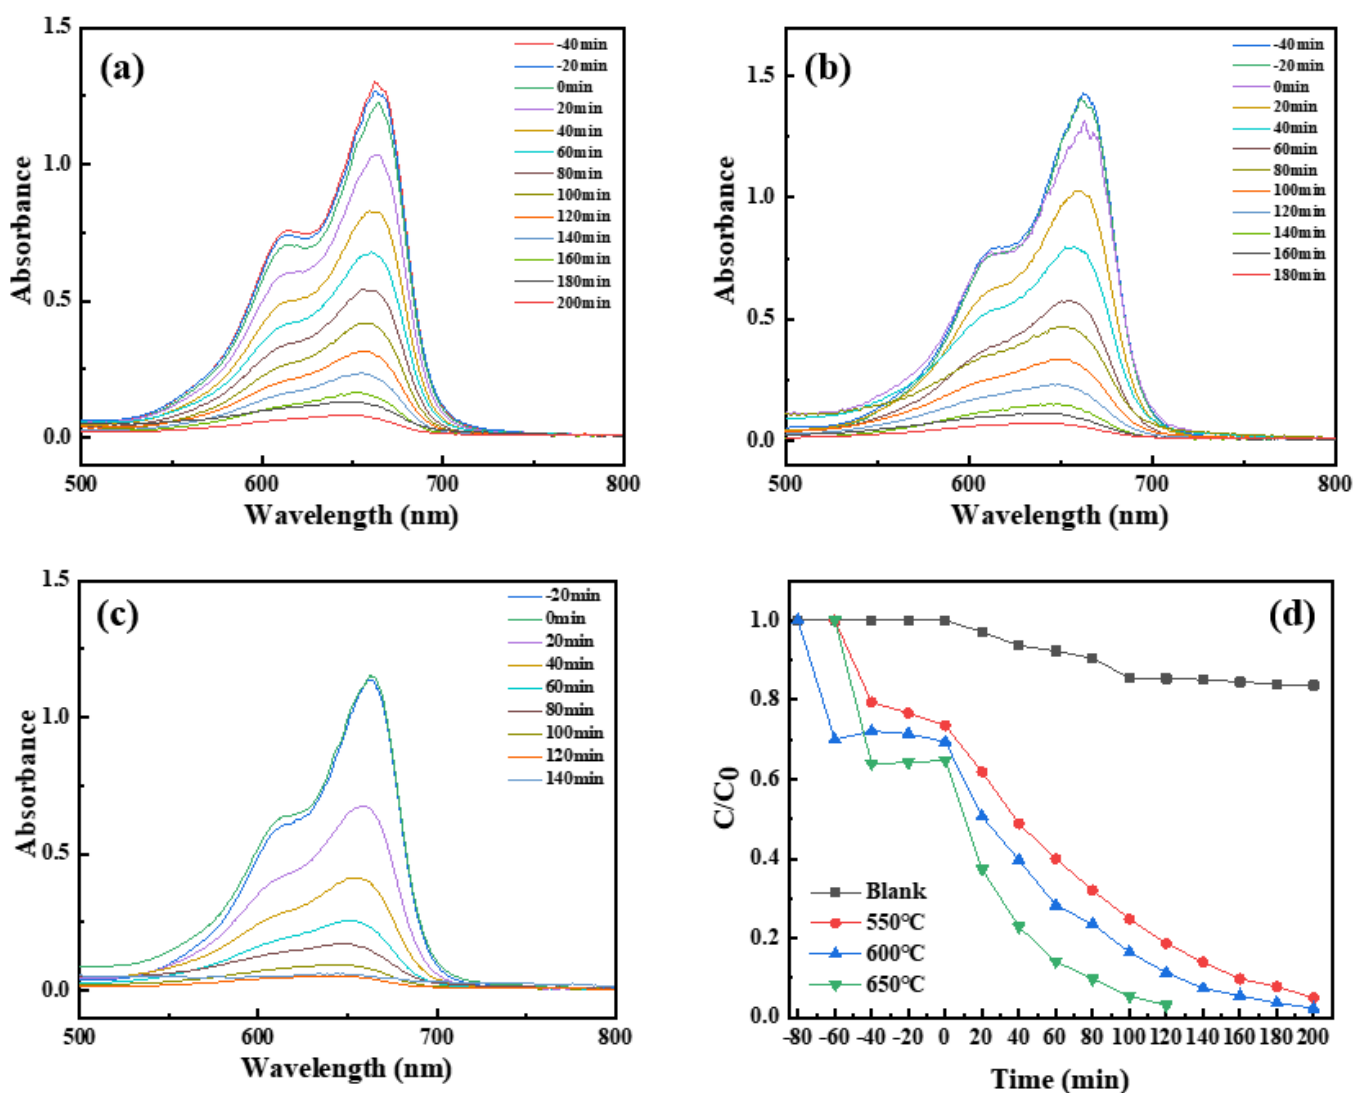 (a)
1.5
1.0
0.5
0.0
500
600
700
800
Absorbance
Wavelength (nm)
-40min
-20min
0min
20min
40min
60min
80min
100min
120min
140min
160min
180min
200min
(b)
1.5
1.0
0.5
0.0
500
600
700
800
Absorbance
Wavelength (nm)
-40min
-20min
0min
20min
40min
60min
80min
100min
120min
140min
160min
180min
(c)
1.5
1.0
0.5
0.0
500
600
700
800
Absorbance
Wavelength (nm)
-20min
0min
20min
40min
60min
80min
100min
120min
140min
(d)
1.0
0.8
0.6
0.4
0.2
0.0
-80 -60 -40 -20 0 20 40 60 80 100 120 140 160 180 200
C/C0
Time (min)
Blank
550°C
600°C
650°C